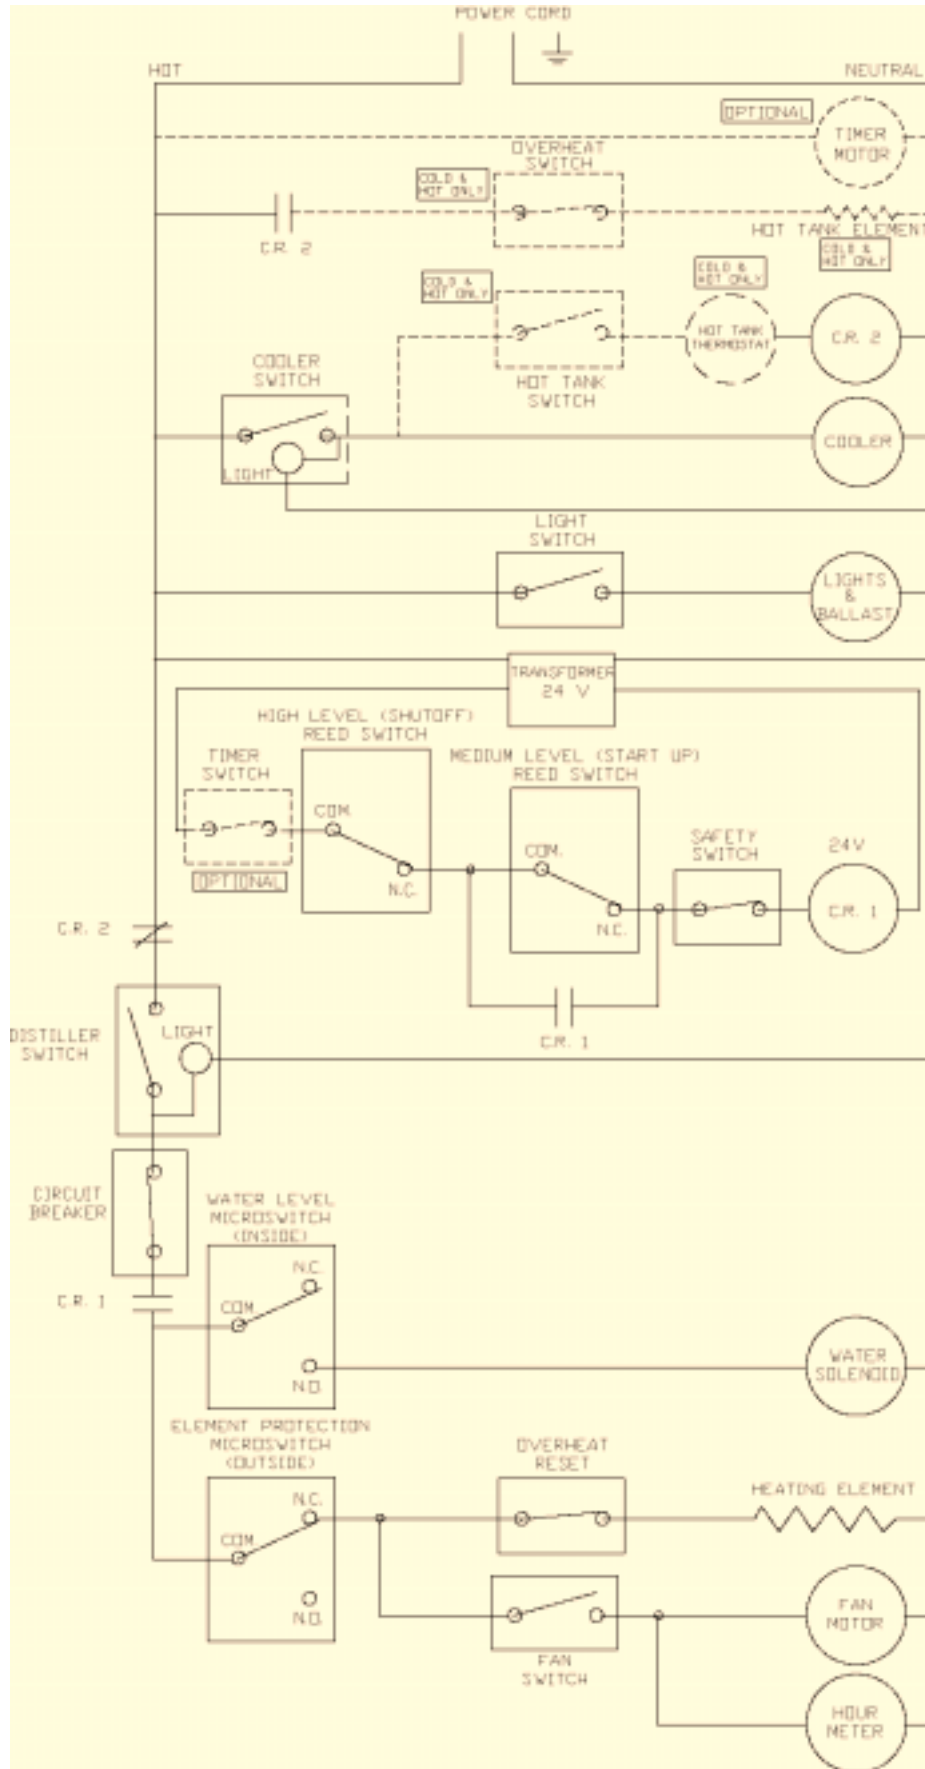 POWER CORD
HOT
NEUTRAL
OPTIONAL
TIMER
MOTOR
OVERHEAT
SWITCH
COLD &
HOT ONLY
C.R. 2
HOT TANK ELEMENT
COLD &
HOT ONLY
COLD &
HOT ONLY
COLD &
HOT ONLY
HOT TANK
THERMOSTAT
C.R. 2
HOT TANK
SWITCH
COOLER
SWITCH
LIGHT
COOLER
LIGHT
SWITCH
LIGHTS
&
BALLAST
TRANSFORMER
24 V
HIGH LEVEL (SHUTOFF)
REED SWITCH
TIMER
SWITCH
OPTIONAL
COM.
N.C.
MEDIUM LEVEL (START UP)
REED SWITCH
COM.
N.C.
SAFETY
SWITCH
24V
C.R. 1
C.R. 1
C.R. 2
DISTILLER
SWITCH
LIGHT
CIRCUIT
BREAKER
C.R. 1
WATER LEVEL
MICROSWITCH
(INSIDE)
N.C.
COM.
N.O.
WATER
SOLENOID
ELEMENT PROTECTION
MICROSWITCH
(OUTSIDE)
N.C.
COM
N.O.
OVERHEAT
RESET
HEATING ELEMENT
FAN
SWITCH
FAN
MOTOR
HOUR
METER